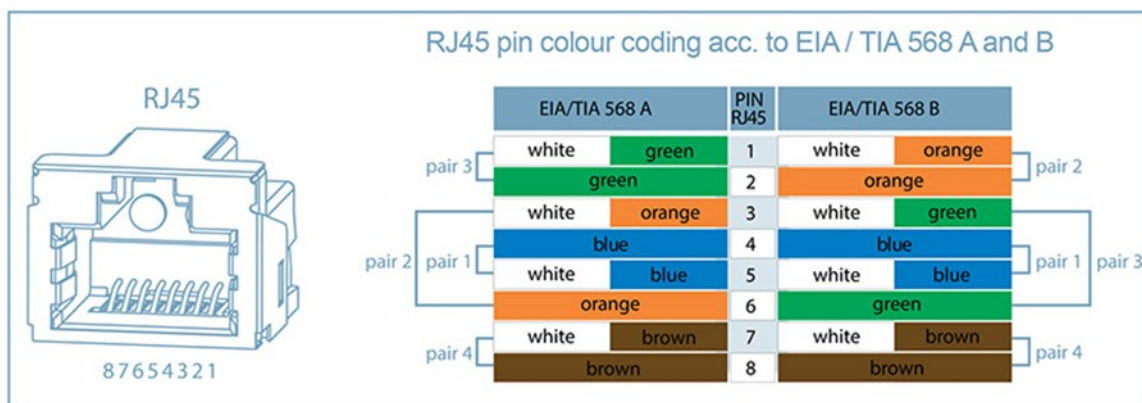 RJ45 pin colour coding acc. to EIA / TIA 568 A and B
RJ45
87654321
EIA/TIA 568 A PIN RJ45 EIA/TIA 568 B
pair 3 white green 1 white orange pair 2
green 2 orange
white orange 3 white green
pair 2 pair 1 blue 4 blue pair 1 pair 3
white blue 5 white blue
orange 6 green
pair 4 white brown 7 white brown pair 4
brown 8 brown